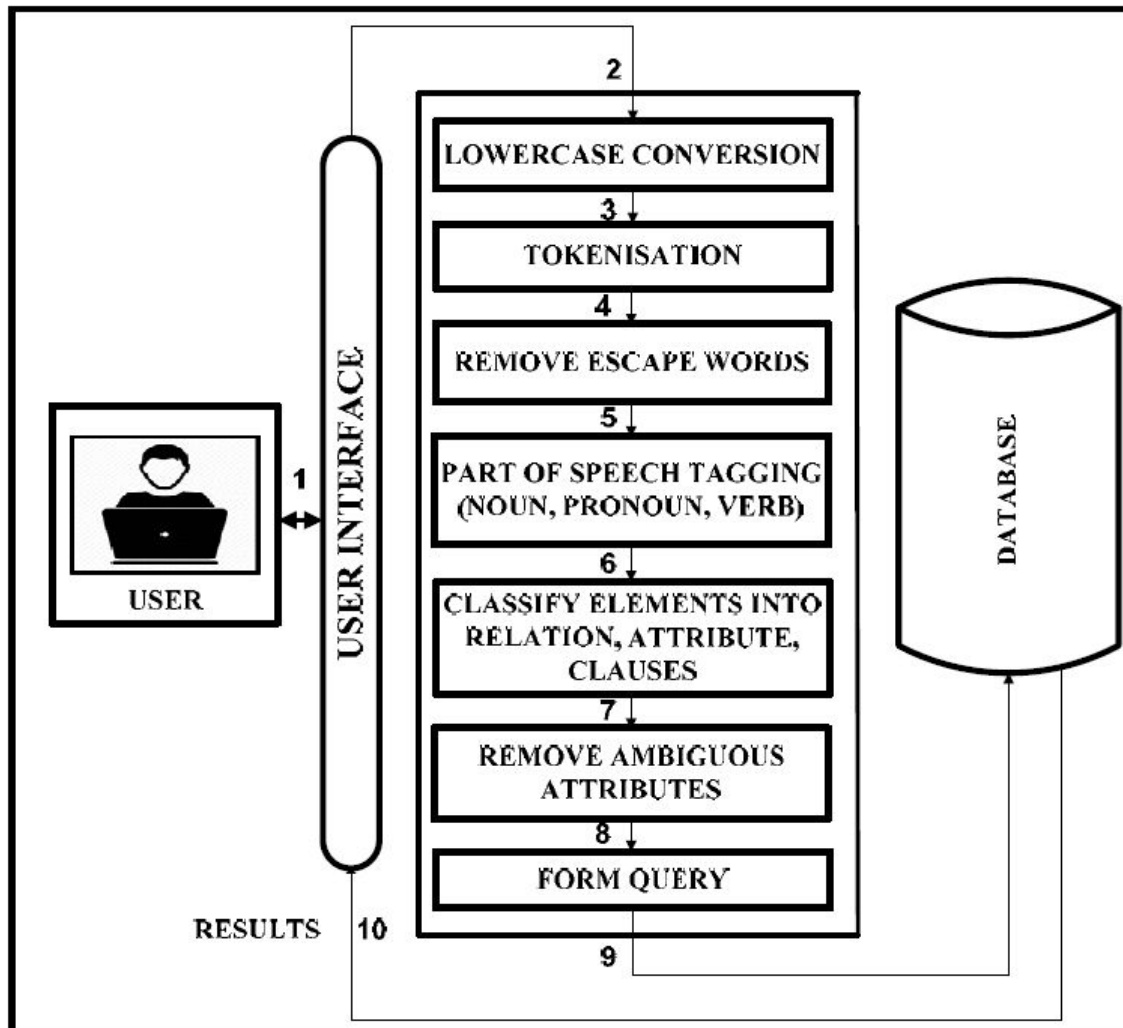 2
LOWERCASE CONVERSION
3
TOKENISATION
4
REMOVE ESCAPE WORDS
5
PART OF SPEECH TAGGING
(NOUN, PRONOUN, VERB)
6
CLASSIFY ELEMENTS INTO
RELATION, ATTRIBUTE,
CLAUSES
7
REMOVE AMBIGUOUS
ATTRIBUTES
8
FORM QUERY
9
1
USER
USER INTERFACE
DATABASE
RESULTS 10